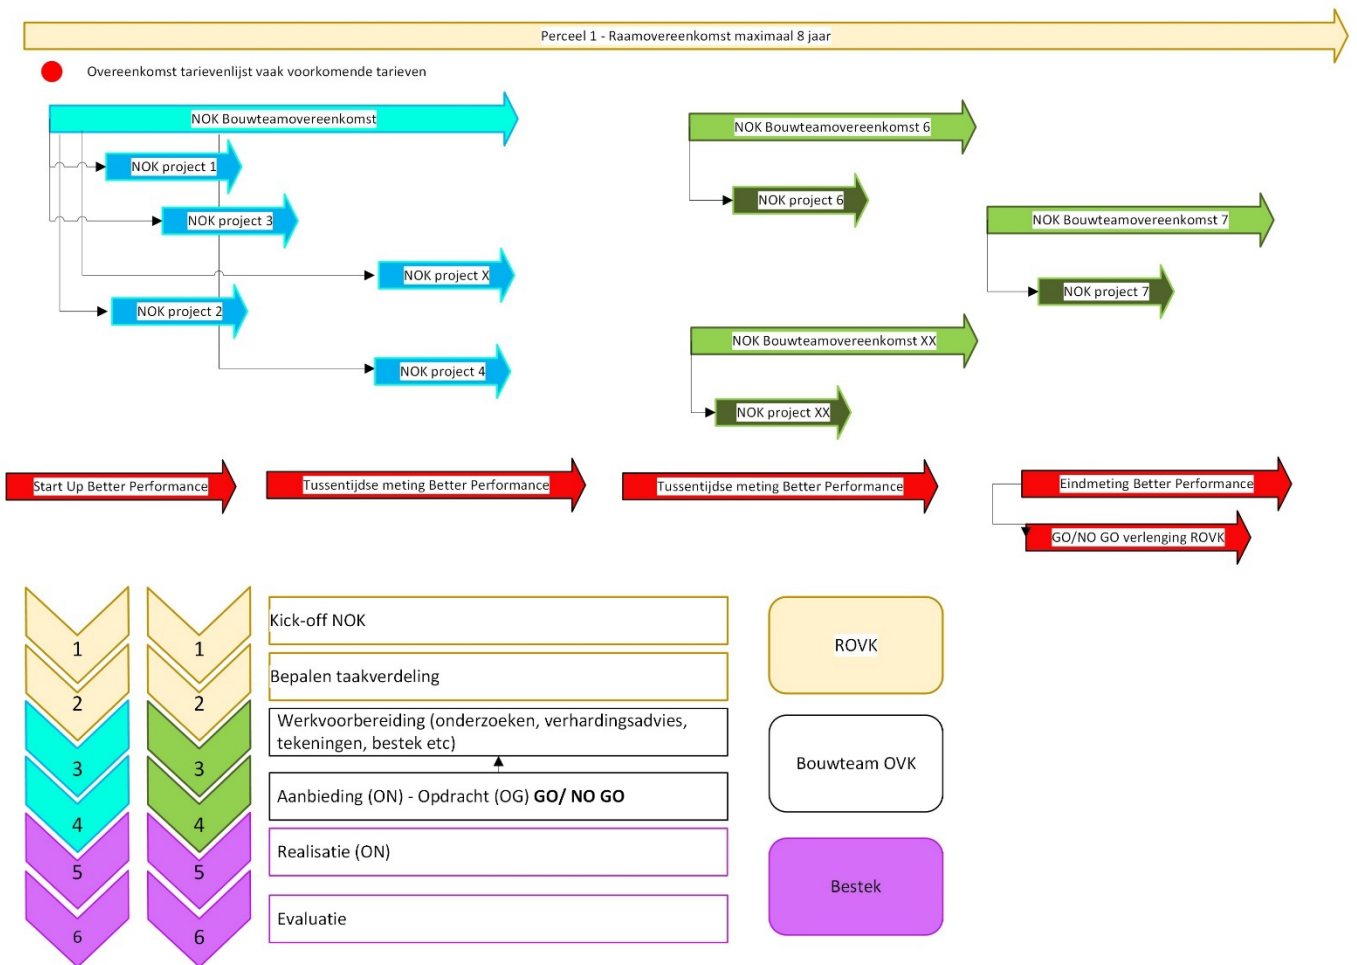 Perceel 1 - Raamovereenkomst maximaal 8 jaar
Overeenkomst tarievenlijst vaak voorkomende tarieven
NOK Bouwteamovereenkomst
NOK project 1
NOK project 3
NOK project X
NOK project 2
NOK project 4
NOK Bouwteamovereenkomst 6
NOK project 6
NOK Bouwteamovereenkomst 7
NOK project 7
NOK Bouwteamovereenkomst XX
NOK project XX
Start Up Better Performance
Tussentijdse meting Better Performance
Tussentijdse meting Better Performance
Eindmeting Better Performance
GO/NO GO verlenging ROVK
1
1
Kick-off NOK
2
2
Bepalen taakverdeling
3
3
Werkvoorbereiding (onderzoeken, verhardingsadvies,
tekeningen, bestek etc)
4
4
Aanbieding (ON) - Opdracht (OG) GO/ NO GO
5
5
Realisatie (ON)
6
6
Evaluatie
ROVK
Bouwteam OVK
Bestek